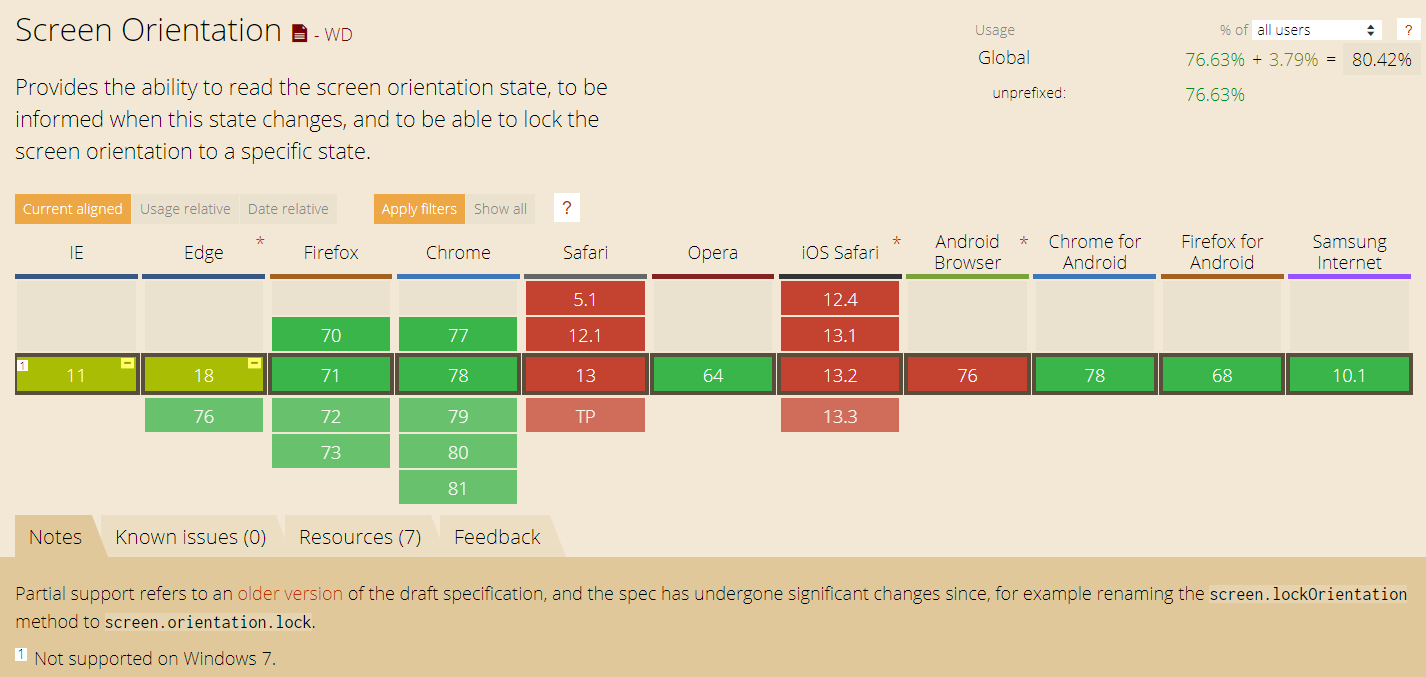 Screen Orientation - WD
Usage % of all users ?
Global 76.63% + 3.79% = 80.42%
unprefixed: 76.63%
Provides the ability to read the screen orientation state, to be
informed when this state changes, and to be able to lock the
screen orientation to a specific state.
Current aligned Usage relative Date relative Apply filters Show all ?
IE Edge * Firefox Chrome Safari Opera iOS Safari * Android Browser * Chrome for Android Firefox for Android Samsung Internet
5.1 12.4
70 77 12.1 13.1
1 11 - 18 - 71 78 13 64 13.2 76 78 68 10.1
76 72 79 TP 13.3
73 80
81
Notes Known issues (0) Resources (7) Feedback
Partial support refers to an older version of the draft specification, and the spec has undergone significant changes since, for example renaming the screen.lockOrientation
method to screen.orientation.lock.
1 Not supported on Windows 7.